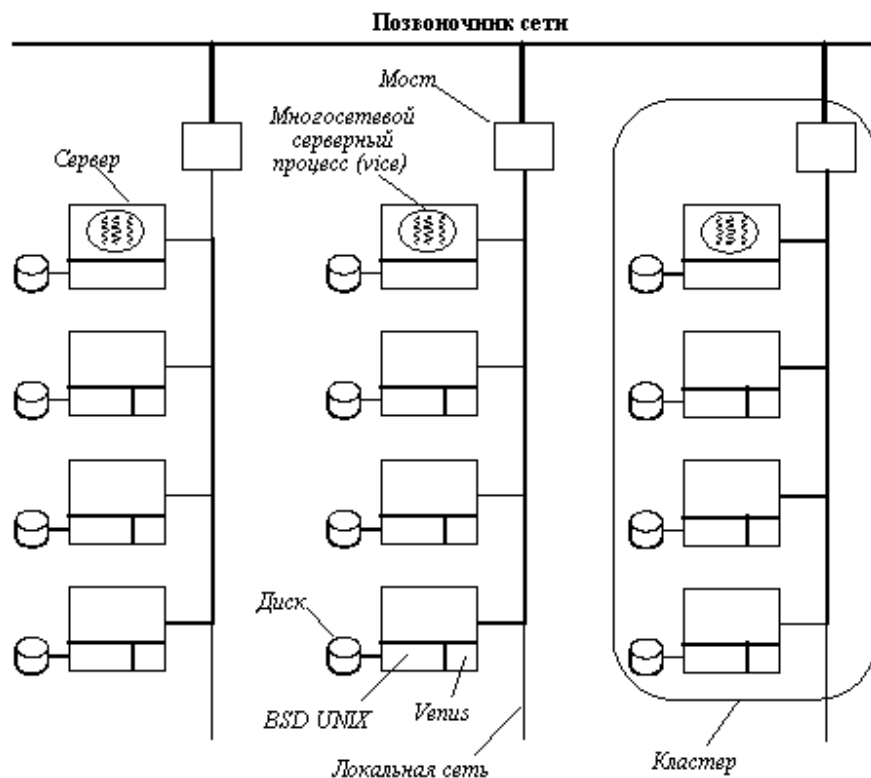 Позвоночник сети
Мост
Многосетевой
серверный
процесс (vice)
Сервер
Диск
BSD UNIX
Venus
Локальная сеть
Кластер